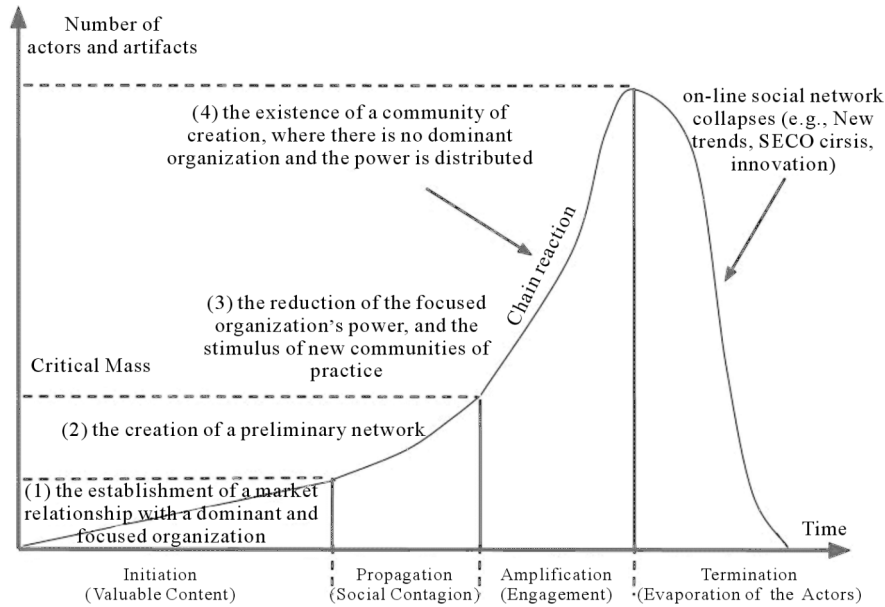 Number of
actors and artifacts
(4) the existence of a community of
creation, where there is no dominant
organization and the power is distributed
on-line social network
collapses (e.g., New
trends, SECO cirsis,
innovation)
Chain reaction
(3) the reduction of the focused
organization's power, and the
stimulus of new communities of
practice
Critical Mass
(2) the creation of a preliminary network
(1) the establishment of a market
relationship with a dominant and
focused organization
Time
Initiation
(Valuable Content)
Propagation
(Social Contagion)
Amplification
(Engagement)
Termination
(Evaporation of the Actors)